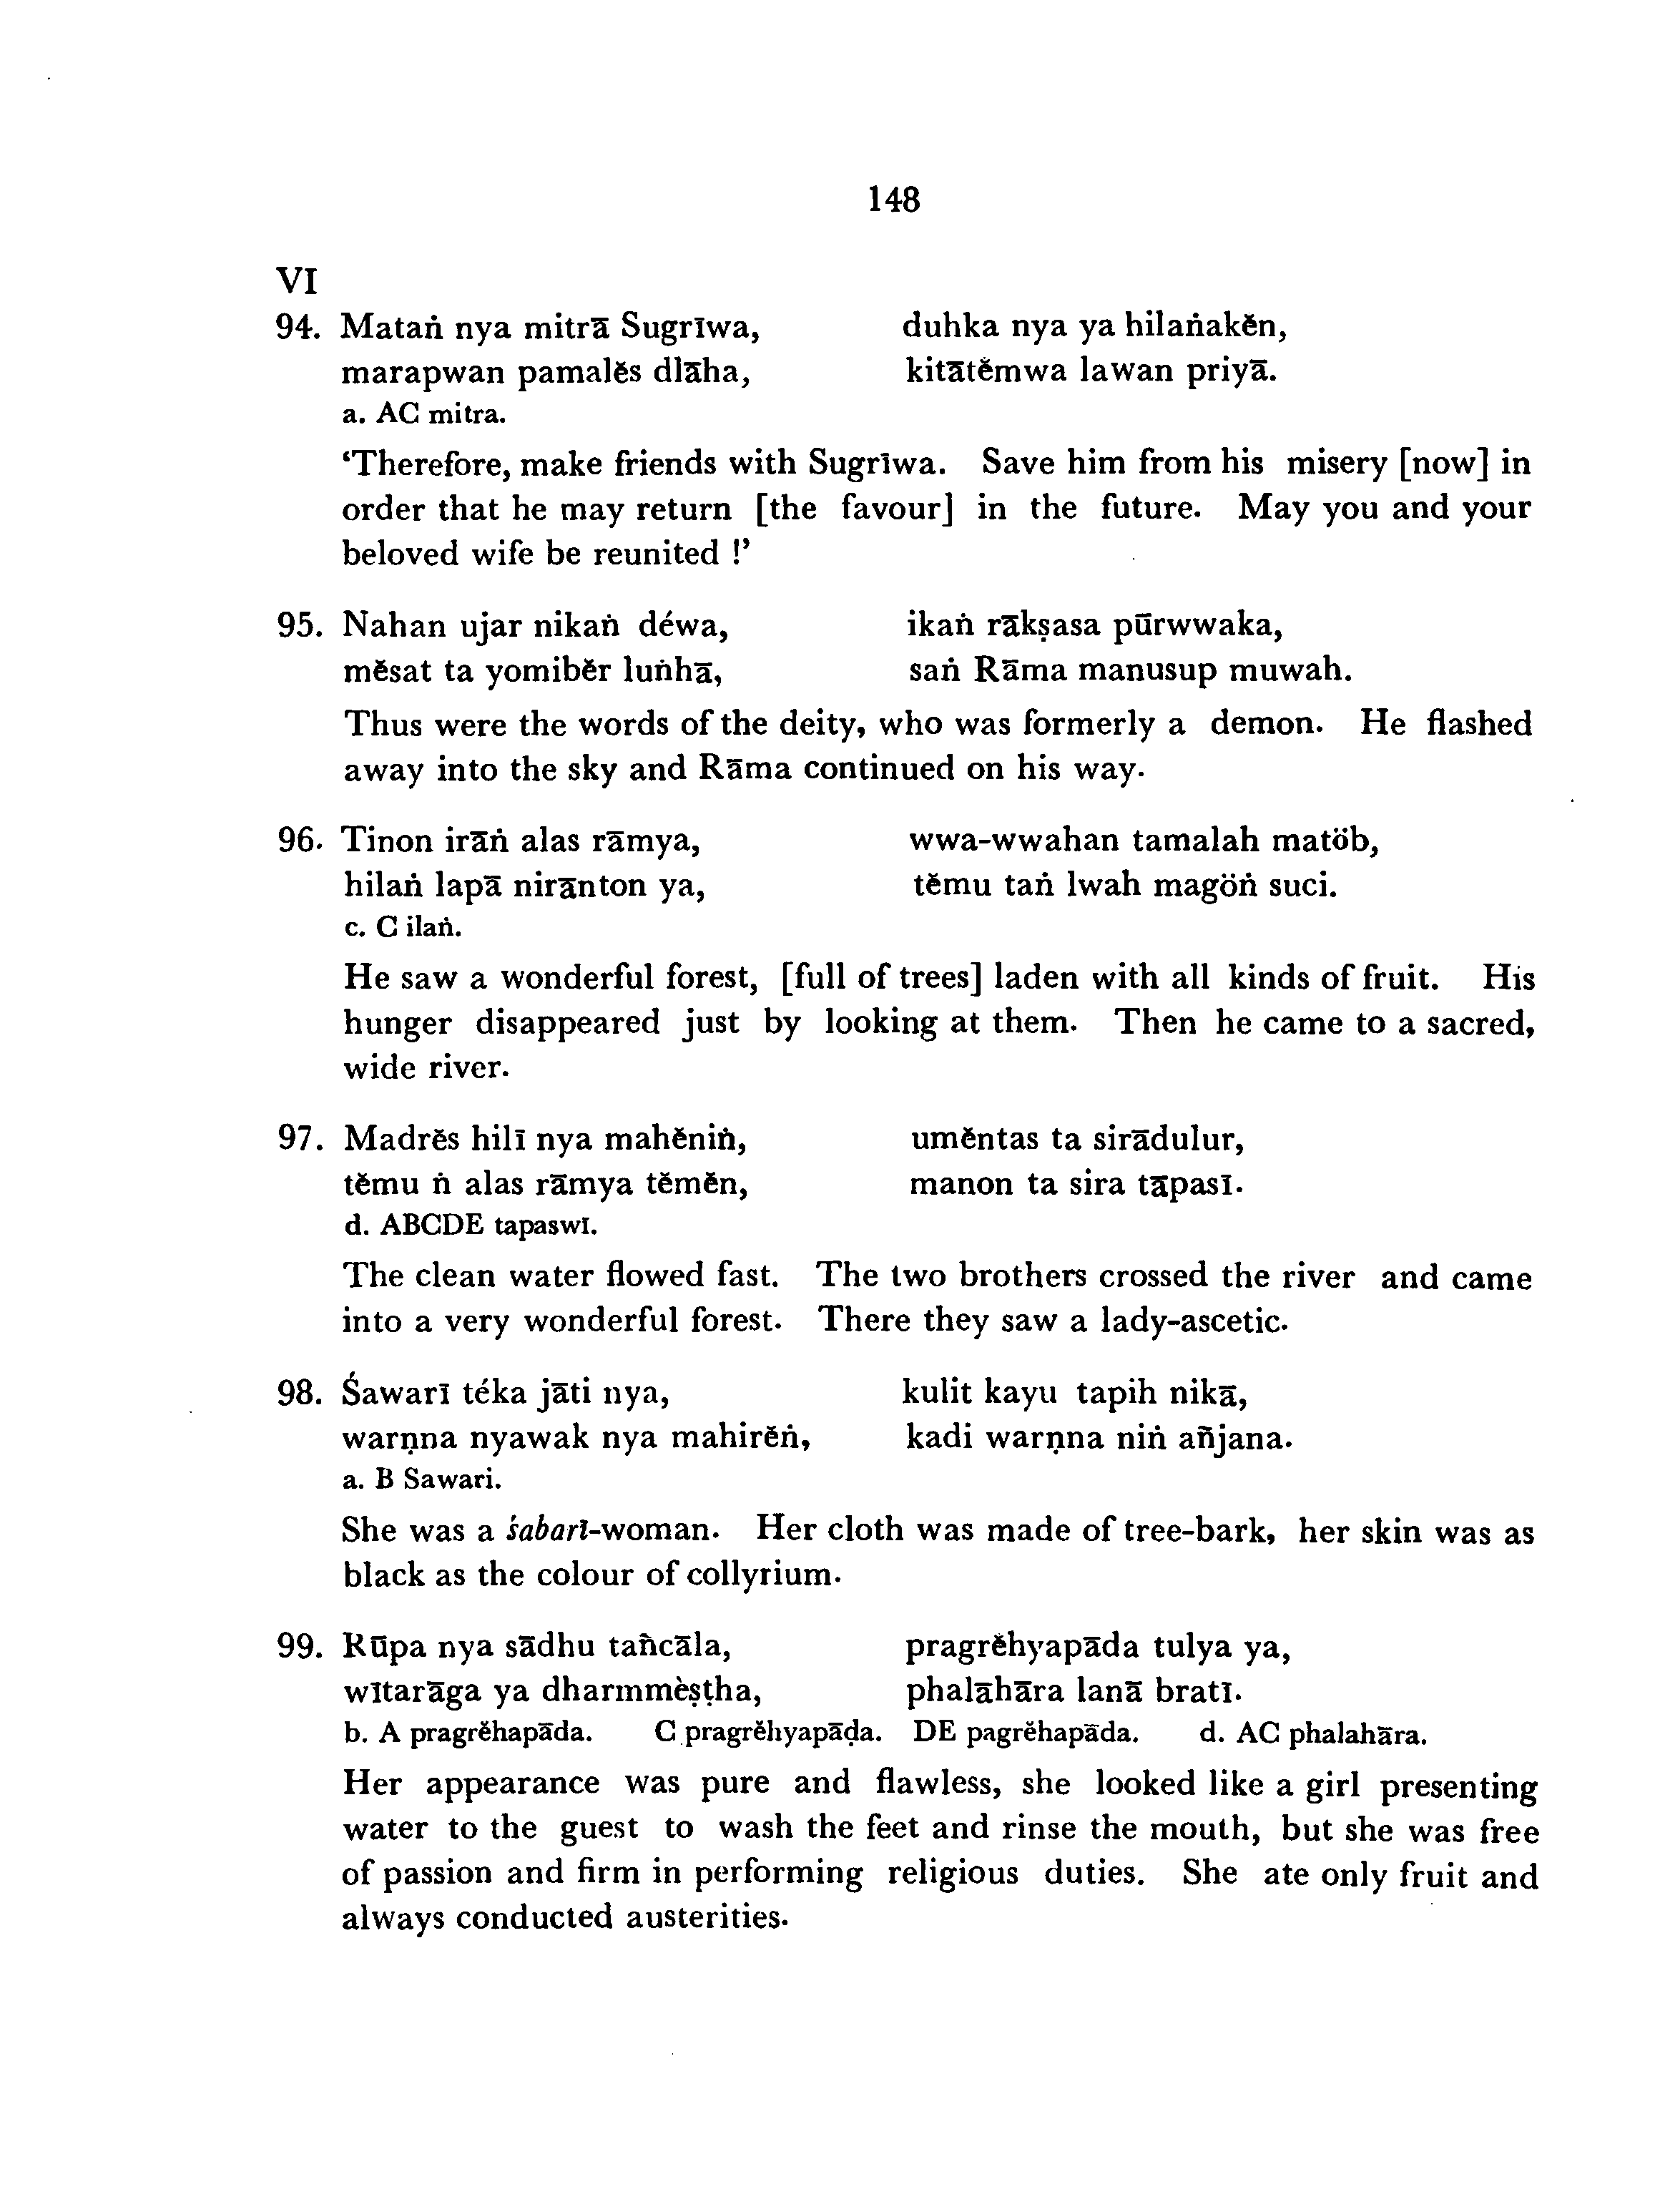 148
VI
94. Mataṅ nya mitrā Sugrīwa, duhka nya ya hilaṅakĕn,
marapwan pamalĕs dlāha, kitātĕmwa lawan priyā.
a. AC mitra.
‘Therefore, make friends with Sugrīwa. Save him from his misery [now] in
order that he may return [the favour] in the future. May you and your
beloved wife be reunited !’
95. Nahan ujar nikaṅ déwa, ikaṅ rākṣasa pūrwwaka,
mĕsat ta yomibĕr luṅhā, saṅ Rāma manusup muwah.
Thus were the words of the deity, who was formerly a demon. He flashed
away into the sky and Rāma continued on his way.
96. Tinon irāṅ alas rāmya, wwa-wwahan tamalah matöb,
hilaṅ lapā nirānton ya, tĕmu taṅ lwah magöṅ suci.
c. C ilaṅ.
He saw a wonderful forest, [full of trees] laden with all kinds of fruit. His
hunger disappeared just by looking at them. Then he came to a sacred,
wide river.
97. Madrĕs hilī nya mahĕniṅ, umĕntas ta sirādulur,
tĕmu ṅ alas rāmya tĕmĕn, manon ta sira tāpasī.
d. ABCDE tapaswī.
The clean water flowed fast. The two brothers crossed the river and came
into a very wonderful forest. There they saw a lady-ascetic.
98. Śawarī téka jāti nya, kulit kayu tapih nikā,
warṇna nyawak nya mahirĕṅ, kadi warṇna niṅ añjana.
a. B Sawari.
She was a śabarī-woman. Her cloth was made of tree-bark, her skin was as
black as the colour of collyrium.
99. Rūpa nya sādhu tañcāla, pragrĕhyapāda tulya ya,
wītarāga ya dharmmèṣṭha, phalāhāra lanā bratī.
b. A pragrĕhapāda. C pragrĕhyapāḍa. DE pagrĕhapāda. d. AC phalahāra.
Her appearance was pure and flawless, she looked like a girl presenting
water to the guest to wash the feet and rinse the mouth, but she was free
of passion and firm in performing religious duties. She ate only fruit and
always conducted austerities.